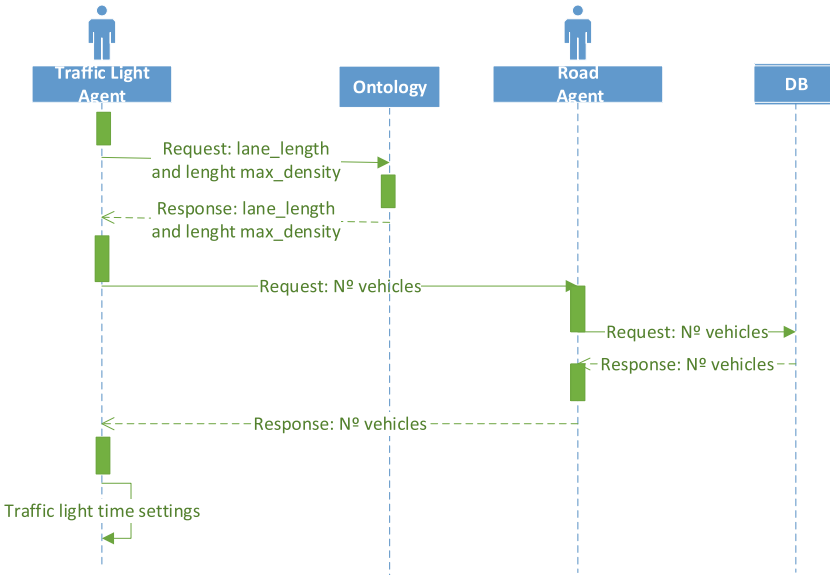 Traffic Light
Agent
Ontology
Road
Agent
DB
Request: lane_length
and lenght max_density
Response: lane_length
and lenght max_density
Request: Nº vehicles
Request: Nº vehicles
Response: Nº vehicles
Response: Nº vehicles
Traffic light time settings